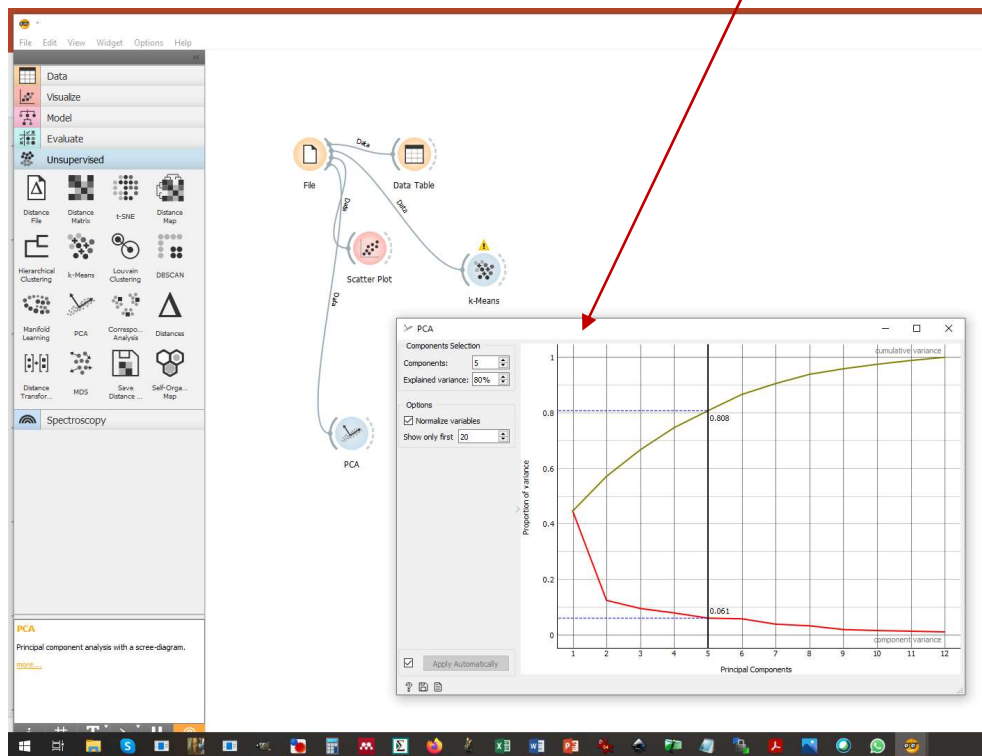 File Edit View Widget Options Help
Data
Visualize
Model
Evaluate
Unsupervised
Distance File
Distance Matrix
t-SNE
Distance Map
Hierarchical Clustering
k-Means
Louvain Clustering
DBSCAN
Manifold Learning
PCA
Correspo... Analysis
Distances
Distance Transfor...
MDS
Save Distance ...
Self-Orga... Map
Spectroscopy
PCA
Principal component analysis with a scree-diagram.
more...
File
Data
Data Table
Data
Scatter Plot
Data
k-Means
Data
PCA
PCA
Components Selection
Components: 5
Explained variance: 80%
Options
Normalize variables
Show only first 20
Apply Automatically
cumulative variance
1
0.8
0.808
0.6
Proportion of variance
0.4
0.2
0.061
0
component variance
1 2 3 4 5 6 7 8 9 10 11 12
Principal Components